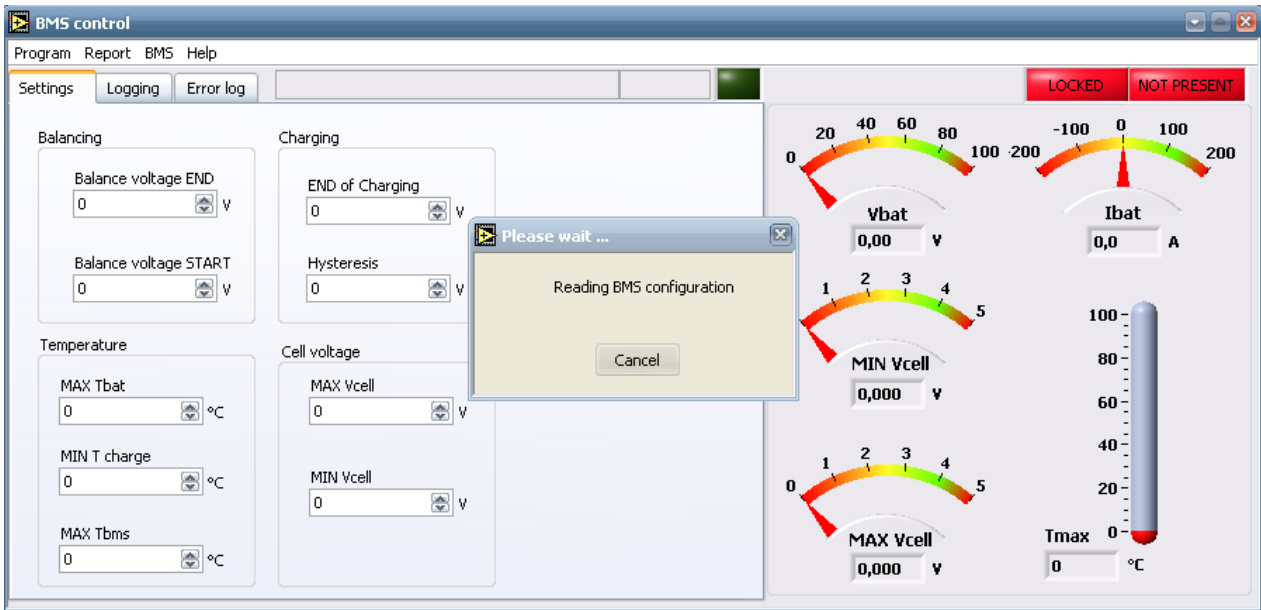 BMS control
Program Report BMS Help
Settings Logging Error log
LOCKED NOT PRESENT
Balancing
Balance voltage END
0 V
Balance voltage START
0 V
Charging
END of Charging
0 V
Hysteresis
0 V
Temperature
MAX Tbat
0 °C
MIN T charge
0 °C
MAX Tbms
0 °C
Cell voltage
MAX Vcell
0 V
MIN Vcell
0 V
Please wait ...
Reading BMS configuration
Cancel
0 20 40 60 80 100
Vbat
0,00 V
-200 -100 0 100 200
Ibat
0,0 A
1 2 3 4 5
MIN Vcell
0,000 V
0 1 2 3 4 5
MAX Vcell
0,000 V
100
80
60
40
20
0
Tmax
0 °C